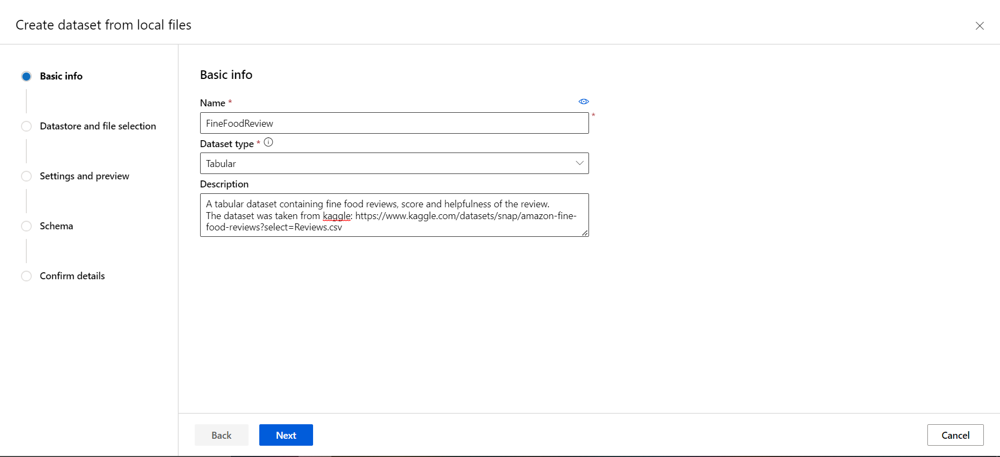 Create dataset from local files
Basic info
Datastore and file selection
Settings and preview
Schema
Confirm details
Basic info
Name *
*
FineFoodReview
Dataset type *
Tabular
Description
A tabular dataset containing fine food reviews, score and helpfulness of the review.
The dataset was taken from kaggle: https://www.kaggle.com/datasets/snap/amazon-fine-
food-reviews?select=Reviews.csv
Back
Next
Cancel